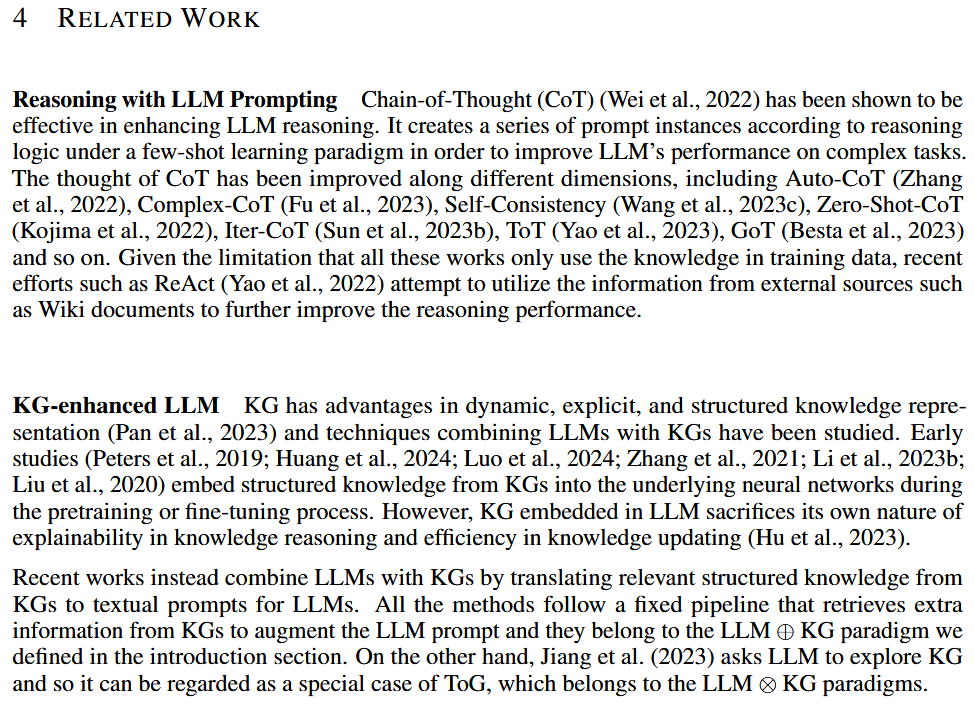 4 RELATED WORK
Reasoning with LLM Prompting Chain-of-Thought (CoT) (Wei et al., 2022) has been shown to be
effective in enhancing LLM reasoning. It creates a series of prompt instances according to reasoning
logic under a few-shot learning paradigm in order to improve LLM's performance on complex tasks.
The thought of CoT has been improved along different dimensions, including Auto-CoT (Zhang
et al., 2022), Complex-CoT (Fu et al., 2023), Self-Consistency (Wang et al., 2023c), Zero-Shot-CoT
(Kojima et al., 2022), Iter-CoT (Sun et al., 2023b), ToT (Yao et al., 2023), GoT (Besta et al., 2023)
and so on. Given the limitation that all these works only use the knowledge in training data, recent
efforts such as ReAct (Yao et al., 2022) attempt to utilize the information from external sources such
as Wiki documents to further improve the reasoning performance.
KG-enhanced LLM KG has advantages in dynamic, explicit, and structured knowledge repre-
sentation (Pan et al., 2023) and techniques combining LLMs with KGs have been studied. Early
studies (Peters et al., 2019; Huang et al., 2024; Luo et al., 2024; Zhang et al., 2021; Li et al., 2023b;
Liu et al., 2020) embed structured knowledge from KGs into the underlying neural networks during
the pretraining or fine-tuning process. However, KG embedded in LLM sacrifices its own nature of
explainability in knowledge reasoning and efficiency in knowledge updating (Hu et al., 2023).
Recent works instead combine LLMs with KGs by translating relevant structured knowledge from
KGs to textual prompts for LLMs. All the methods follow a fixed pipeline that retrieves extra
information from KGs to augment the LLM prompt and they belong to the LLM ⊕ KG paradigm we
defined in the introduction section. On the other hand, Jiang et al. (2023) asks LLM to explore KG
and so it can be regarded as a special case of ToG, which belongs to the LLM ⊗ KG paradigms.